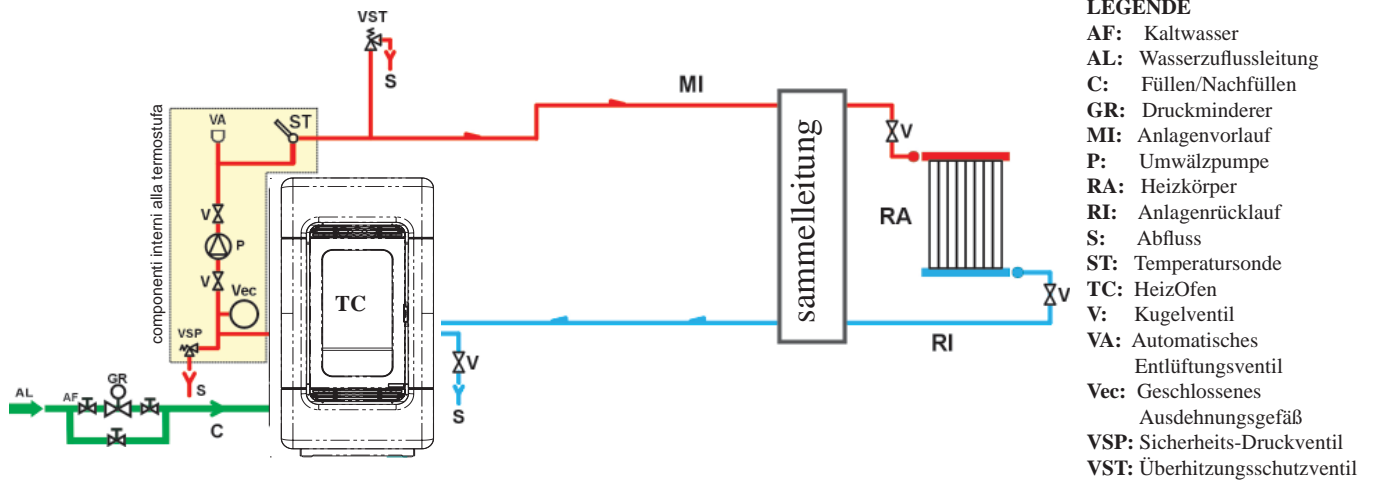 VST
S
MI
VA
ST
componenti interni alla termostufa
V
P
V
Vec
VSP
S
TC
sammelleitung
V
RA
V
RI
V
S
AL
AF
GR
C
LEGENDE
AF: Kaltwasser
AL: Wasserzuflussleitung
C: Füllen/Nachfüllen
GR: Druckminderer
MI: Anlagenvorlauf
P: Umwälzpumpe
RA: Heizkörper
RI: Anlagenrücklauf
S: Abfluss
ST: Temperatursonde
TC: HeizOfen
V: Kugelventil
VA: Automatisches
Entlüftungsventil
Vec: Geschlossenes
Ausdehnungsgefäß
VSP: Sicherheits-Druckventil
VST: Überhitzungsschutzventil